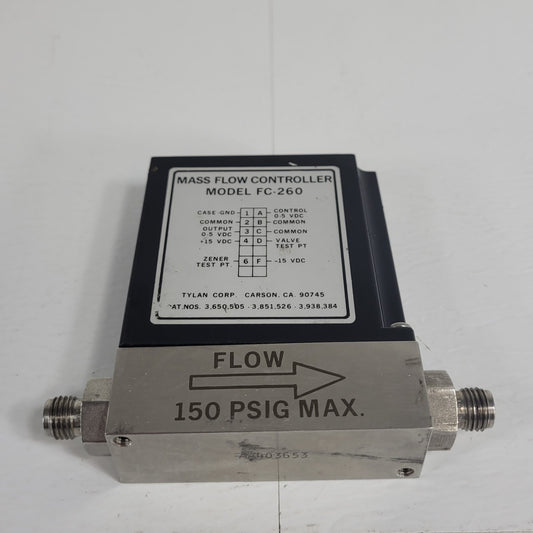 MASS FLOW CONTROLLER
MODEL FC-260
CASE GND 1 A CONTROL 0.5 VDC
COMMON 2 B COMMON
OUTPUT 0.5 VDC 3 C COMMON
+15 VDC 4 D VALVE TEST PT.
ZENER TEST PT. 6 F -15 VDC
TYLAN CORP. CARSON, CA. 90745
PAT. NOS. 3,650,505 - 3,851,526 - 3,938,384
FLOW
150 PSIG MAX.